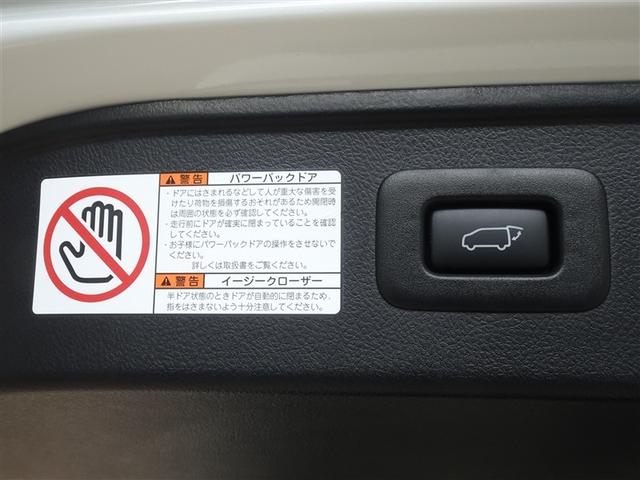 警告 パワーバックドア
・ドアにはさまれるなどして人が重大な傷害を受
けたり荷物を損傷するおそれがあるため開閉時
は周囲の状態を必ず確認してください。
・走行前にドアが確実に閉まっていることを確認
してください。
・お子様にパワーバックドアの操作をさせないで
ください。
詳しくは取扱書をご覧ください。
警告 イージークローザー
半ドア状態のときドアが自動的に閉まるため、
指をはさまないよう十分注意してください。